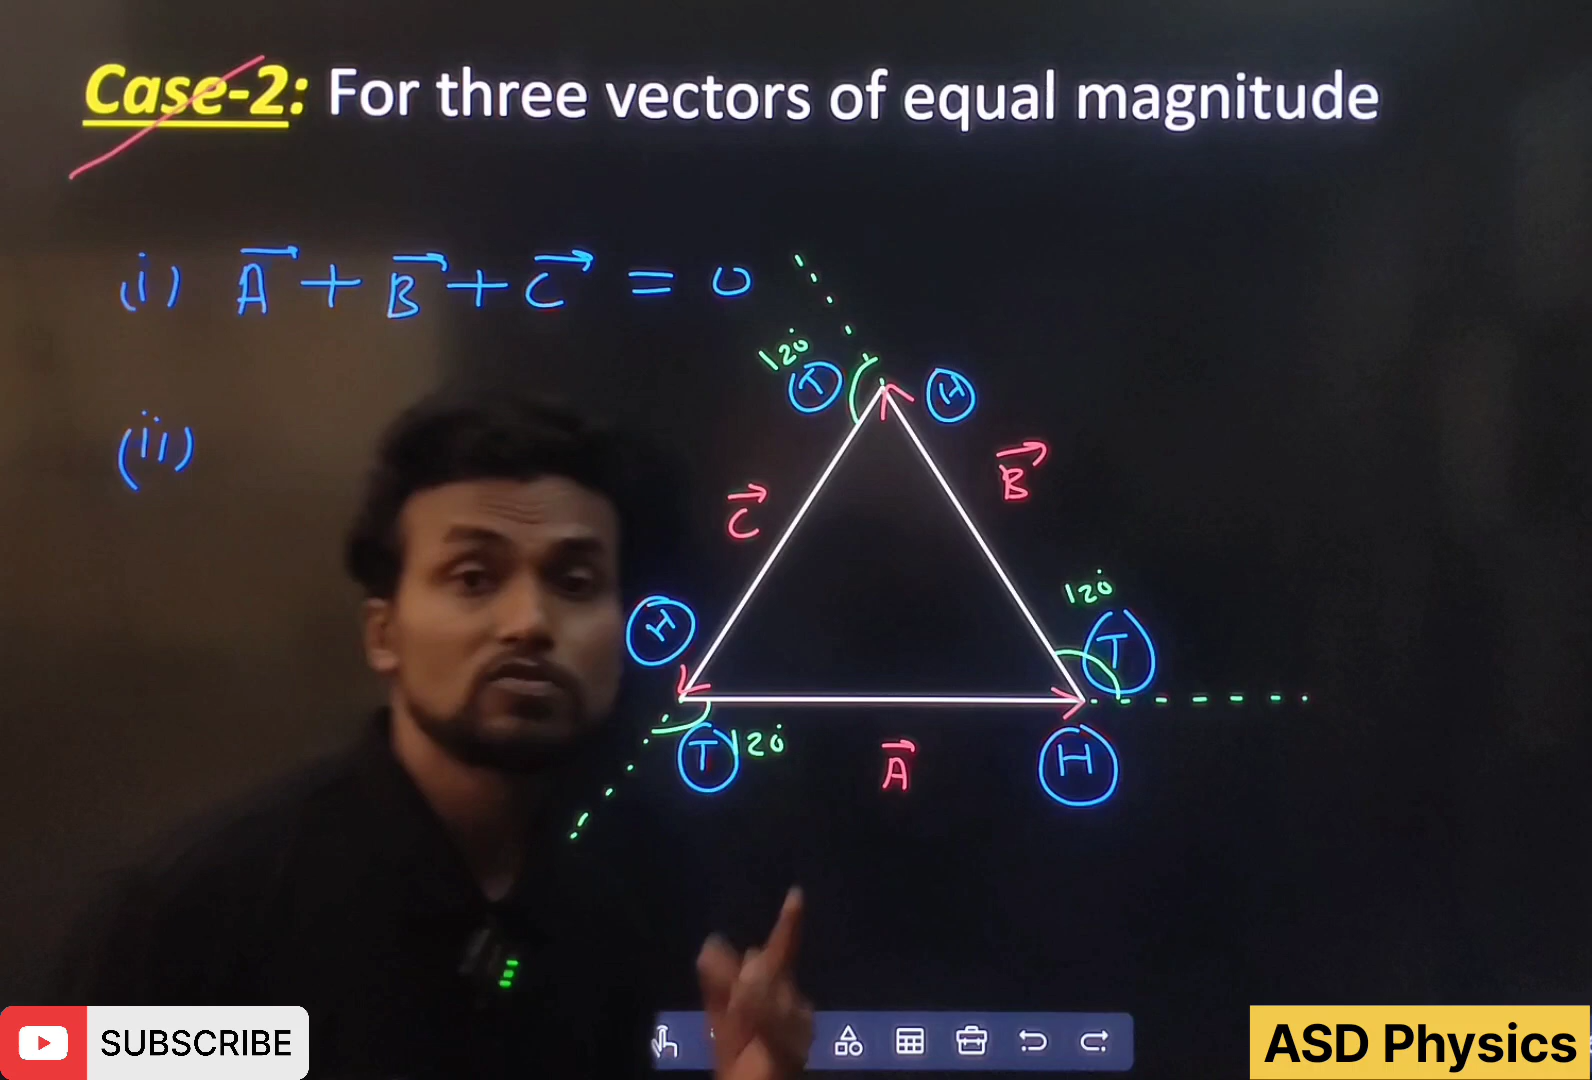 Case-2: For three vectors of equal magnitude
(i) A + B + C = 0
120
T
H
(ii)
B
C
120
H
T
T
120
A
H
SUBSCRIBE
ASD Physics